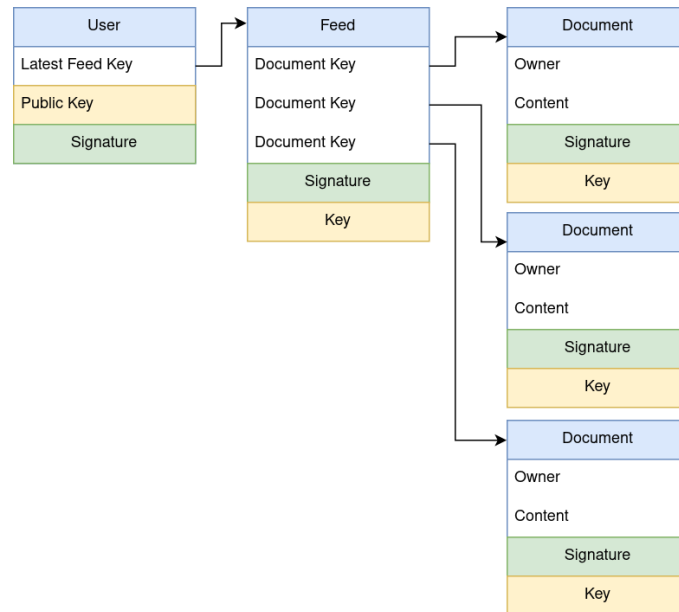 User
Latest Feed Key
Public Key
Signature
Feed
Document Key
Document Key
Document Key
Signature
Key
Document
Owner
Content
Signature
Key
Document
Owner
Content
Signature
Key
Document
Owner
Content
Signature
Key